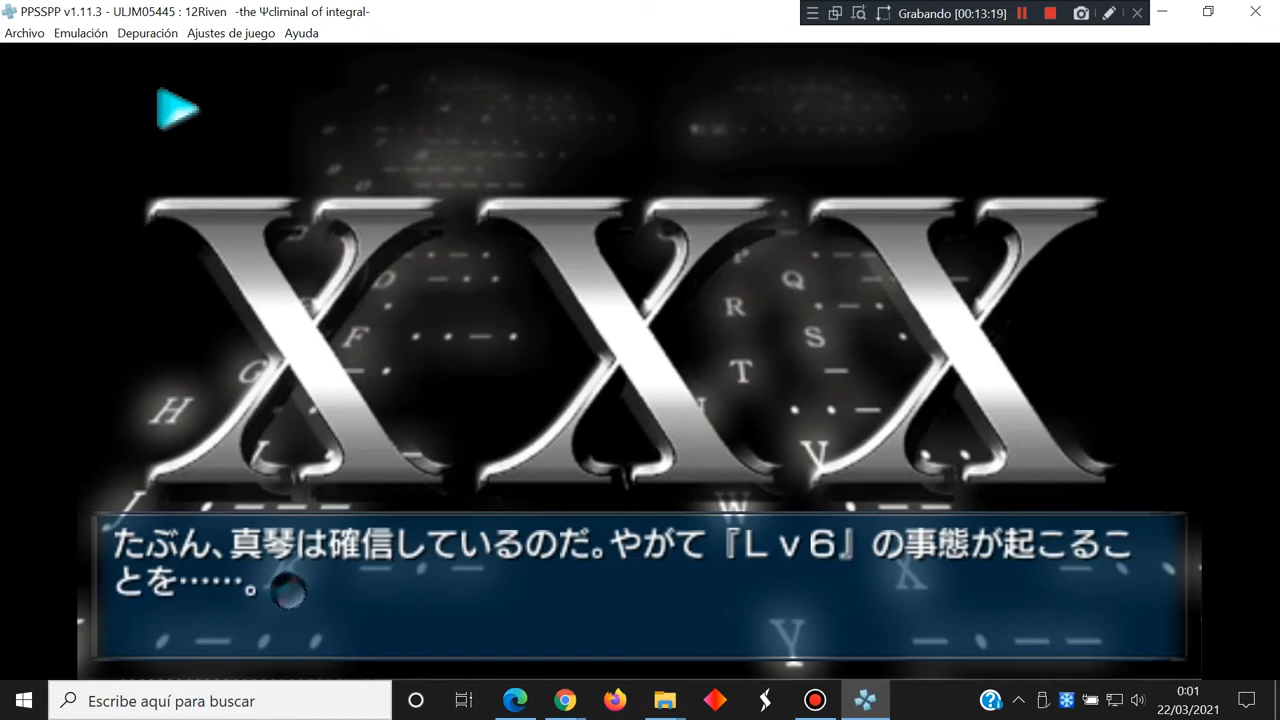 PPSSPP v1.11.3 - ULJM05445 : 12Riven -the Ψcliminal of integral-
Grabando [00:13:19]
Archivo Emulación Depuración Ajustes de juego Ayuda
XXX
P
D
Q
R
F
S
G
T
H
V
J
W
X
Y
たぶん、真琴は確信しているのだ。やがて『Ｌｖ６』の事態が起こるこ
とを……。
Escribe aquí para buscar
0:01
22/03/2021